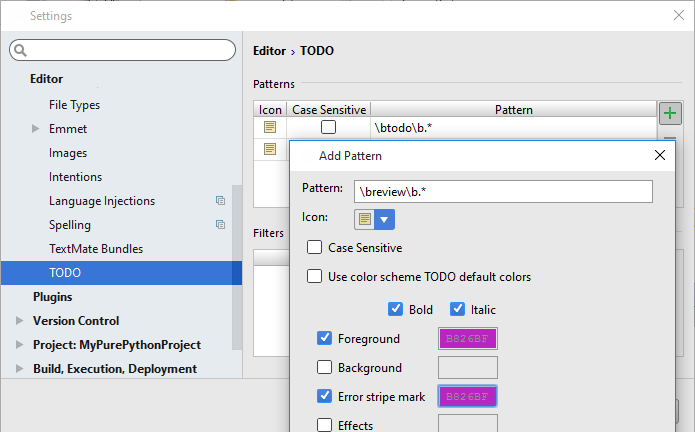 Settings
Editor
File Types
Emmet
Images
Intentions
Language Injections
Spelling
TextMate Bundles
TODO
Plugins
Version Control
Project: MyPurePythonProject
Build, Execution, Deployment
Editor › TODO
Patterns
Icon Case Sensitive Pattern
\btodo\b.*
Filters
Add Pattern
Pattern: \breview\b.*
Icon:
Case Sensitive
Use color scheme TODO default colors
Bold Italic
Foreground B826BF
Background
Error stripe mark B826BF
Effects